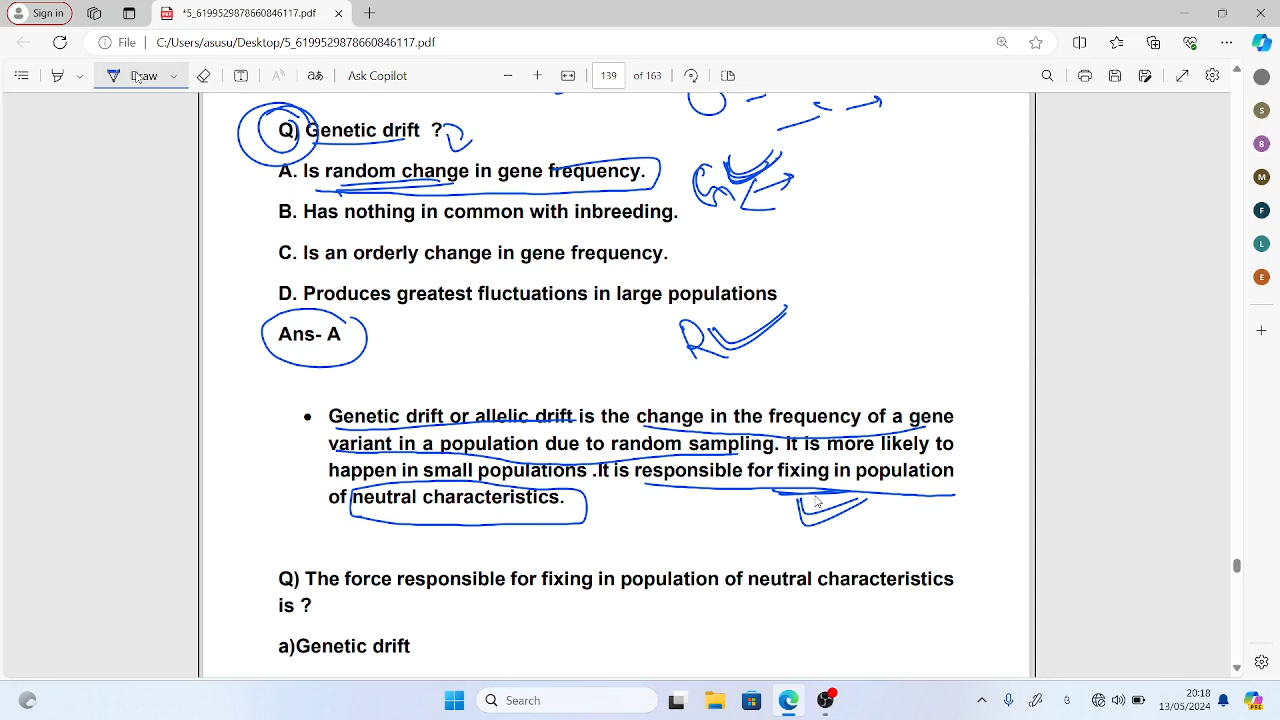 Sign in
*5_6199529878660846117.pdf
File
C:/Users/asusu/Desktop/5_6199529878660846117.pdf
Draw
Ask Copilot
139 of 163
Q) Genetic drift ?
A. Is random change in gene frequency.
B. Has nothing in common with inbreeding.
C. Is an orderly change in gene frequency.
D. Produces greatest fluctuations in large populations
Ans- A
R
• Genetic drift or allelic drift is the change in the frequency of a gene
variant in a population due to random sampling. It is more likely to
happen in small populations .It is responsible for fixing in population
of neutral characteristics.
Q) The force responsible for fixing in population of neutral characteristics
is ?
a)Genetic drift
S
B
M
F
L
E
Search
20:18
13/05/2024